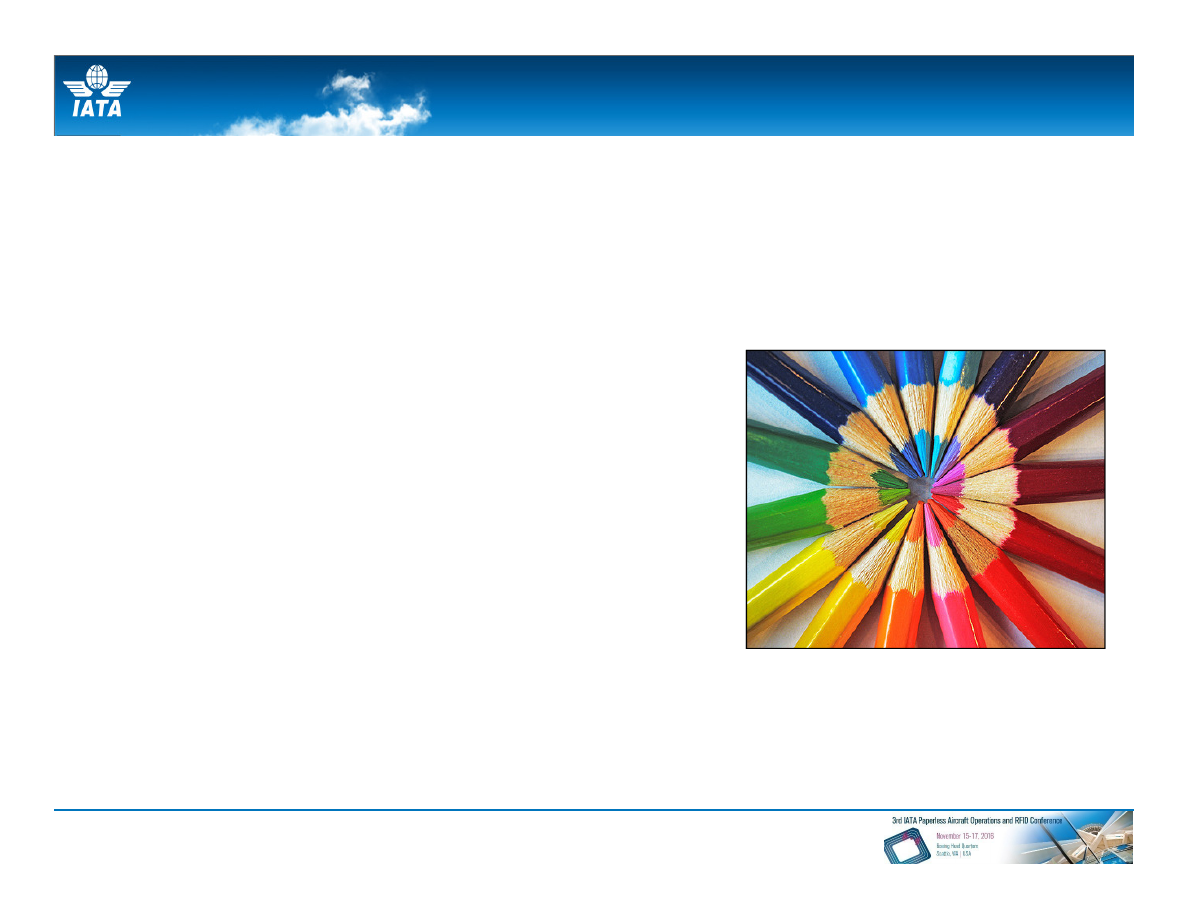 IATA
3rd IATA Paperless Aircraft Operations and RFID Conference
November 15-17, 2016
Boeing Head Quarters
Seattle, WA | USA